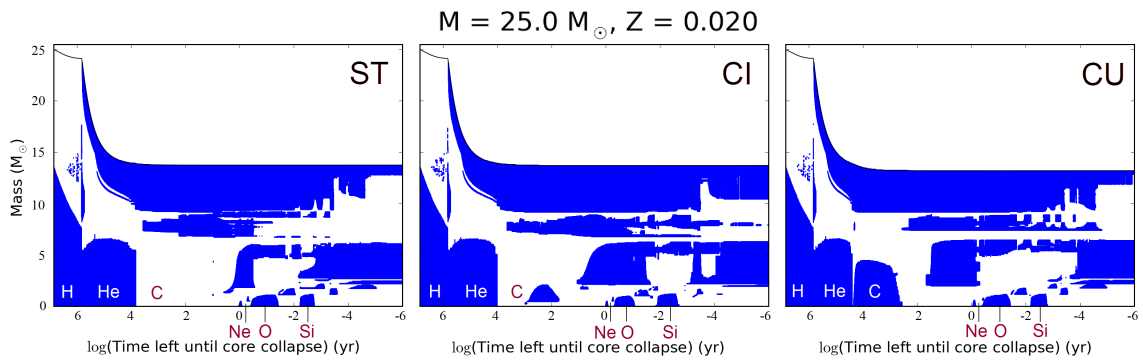 M = 25.0 M☉, Z = 0.020
ST CI CU
25
20
15
10
5
0
Mass (M☉)
H He C
H He C
H He C
6 4 2 0 -2 -4 -6
6 4 2 0 -2 -4 -6
6 4 2 0 -2 -4 -6
Ne O Si
Ne O Si
Ne O Si
log(Time left until core collapse) (yr)
log(Time left until core collapse) (yr)
log(Time left until core collapse) (yr)